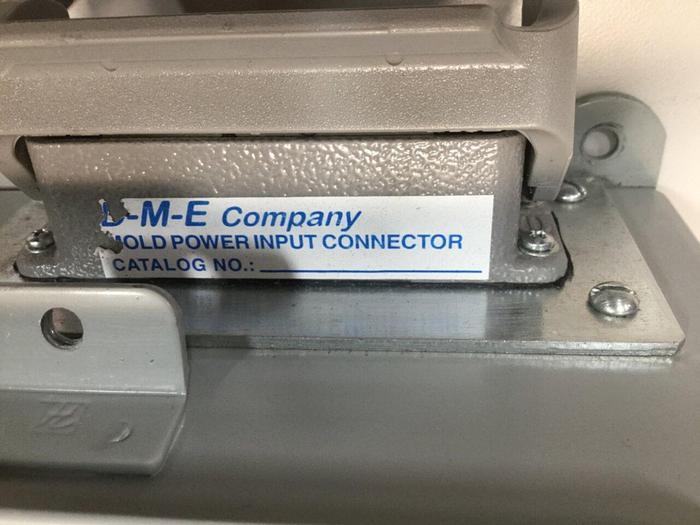 D-M-E Company
MOLD POWER INPUT CONNECTOR
CATALOG NO.: